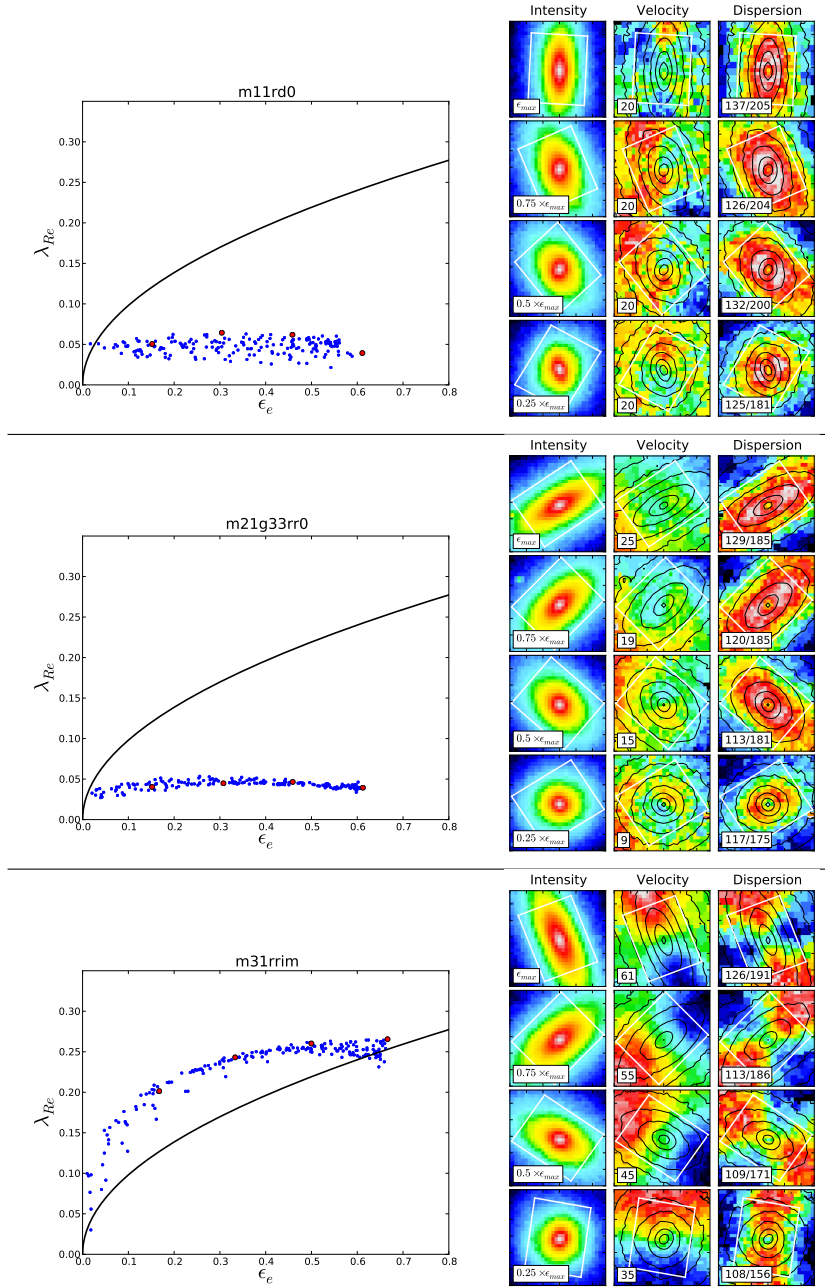 Intensity Velocity Dispersion
ϵmax 20 137/205
m11rd0
0.75×ϵmax 20 126/204
0.5×ϵmax 20 132/200
0.25×ϵmax 20 125/181
0.35
0.30
0.25
0.20
0.15
0.10
0.05
0.00
λRe
0.0 0.1 0.2 0.3 0.4 0.5 0.6 0.7 0.8
ϵe
Intensity Velocity Dispersion
ϵmax 25 129/185
m21g33rr0
0.75×ϵmax 19 120/185
0.5×ϵmax 15 113/181
0.25×ϵmax 9 117/175
0.30
0.25
0.20
0.15
0.10
0.05
0.00
λRe
0.0 0.1 0.2 0.3 0.4 0.5 0.6 0.7 0.8
ϵe
Intensity Velocity Dispersion
ϵmax 61 126/191
m31rrim
0.75×ϵmax 55 113/186
0.5×ϵmax 45 109/171
0.25×ϵmax 35 108/156
0.30
0.25
0.20
0.15
0.10
0.05
0.00
λRe
0.0 0.1 0.2 0.3 0.4 0.5 0.6 0.7 0.8
ϵe